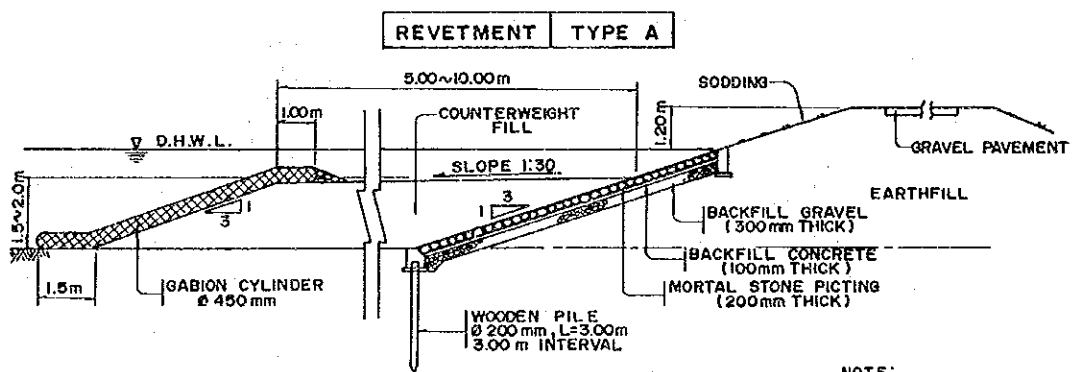 REVETMENT TYPE A
5.00~10.00m
SODDING
1.00m
COUNTERWEIGHT
FILL
1.20m
D.H.W.L.
GRAVEL PAVEMENT
SLOPE 1:30
EARTHFILL
1.5~2.0m
1
3
3
1
BACKFILL GRAVEL
(300mm THICK)
BACKFILL CONCRETE
(100mm THICK)
1.5m
GABION CYLINDER
Ø 450mm
MORTAL STONE PICTING
(200mm THICK)
WOODEN PILE
Ø 200mm, L=3.00m
3.00 m INTERVAL
NOTE: